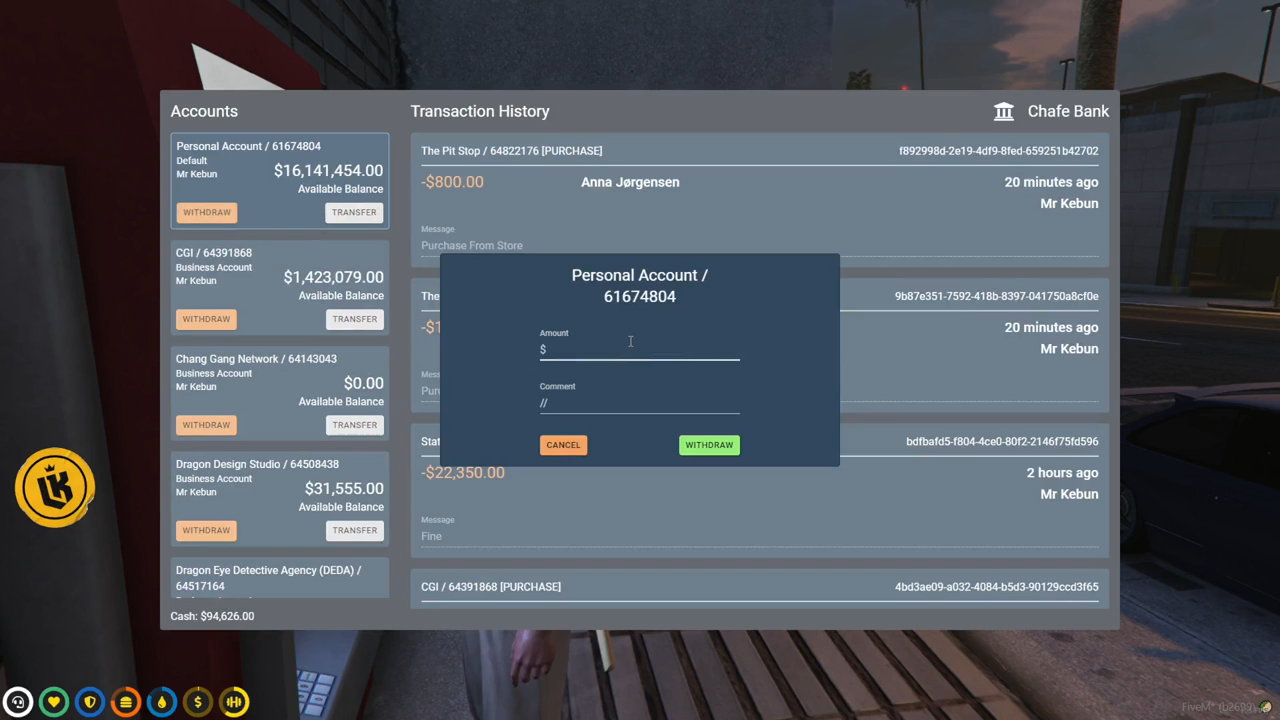 Accounts
Personal Account / 61674804
Default
Mr Kebun
$16,141,454.00
Available Balance
WITHDRAW
TRANSFER
CGI / 64391868
Business Account
Mr Kebun
$1,423,079.00
Available Balance
WITHDRAW
TRANSFER
Chang Gang Network / 64143043
Business Account
Mr Kebun
$0.00
Available Balance
WITHDRAW
TRANSFER
Dragon Design Studio / 64508438
Business Account
Mr Kebun
$31,555.00
Available Balance
WITHDRAW
TRANSFER
Dragon Eye Detective Agency (DEDA) /
64517164
Cash: $94,626.00
Transaction History
Chafe Bank
The Pit Stop / 64822176 [PURCHASE]
f892998d-2e19-4df9-8fed-659251b42702
-$800.00
Anna Jørgensen
20 minutes ago
Mr Kebun
Message
Purchase From Store
The
9b87e351-7592-418b-8397-041750a8cf0e
-$1
20 minutes ago
Mr Kebun
Mes
Pur
Stat
bdfbafd5-f804-4ce0-80f2-2146f75fd596
-$22,350.00
2 hours ago
Mr Kebun
Message
Fine
CGI / 64391868 [PURCHASE]
4bd3ae09-a032-4084-b5d3-90129ccd3f65
Personal Account /
61674804
Amount
$
Comment
//
CANCEL
WITHDRAW
LK
$